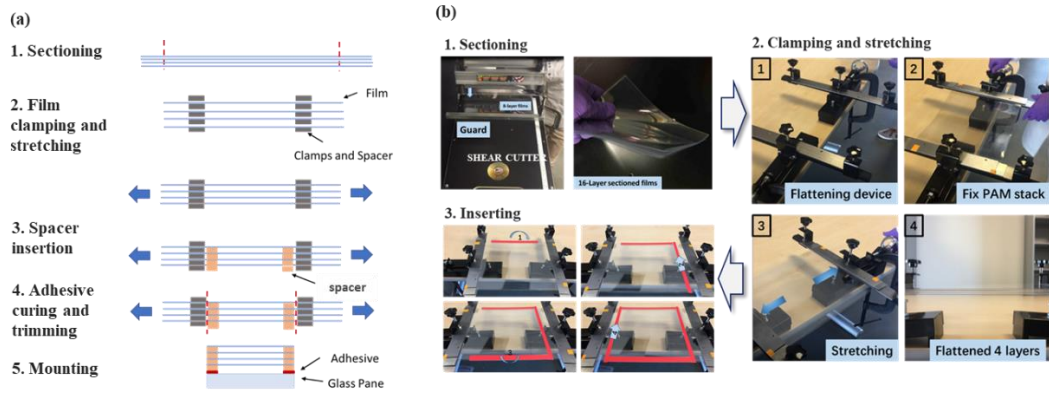 (a)
1. Sectioning
2. Film
clamping and
stretching
Film
Clamps and Spacer
3. Spacer
insertion
spacer
4. Adhesive
curing and
trimming
5. Mounting
Adhesive
Glass Pane
(b)
1. Sectioning
Guard
SHEAR CUTTER
16-Layer sectioned films
2. Clamping and stretching
1
Flattening device
2
Fix PAM stack
3
Stretching
4
Flattened 4 layers
3. Inserting
1